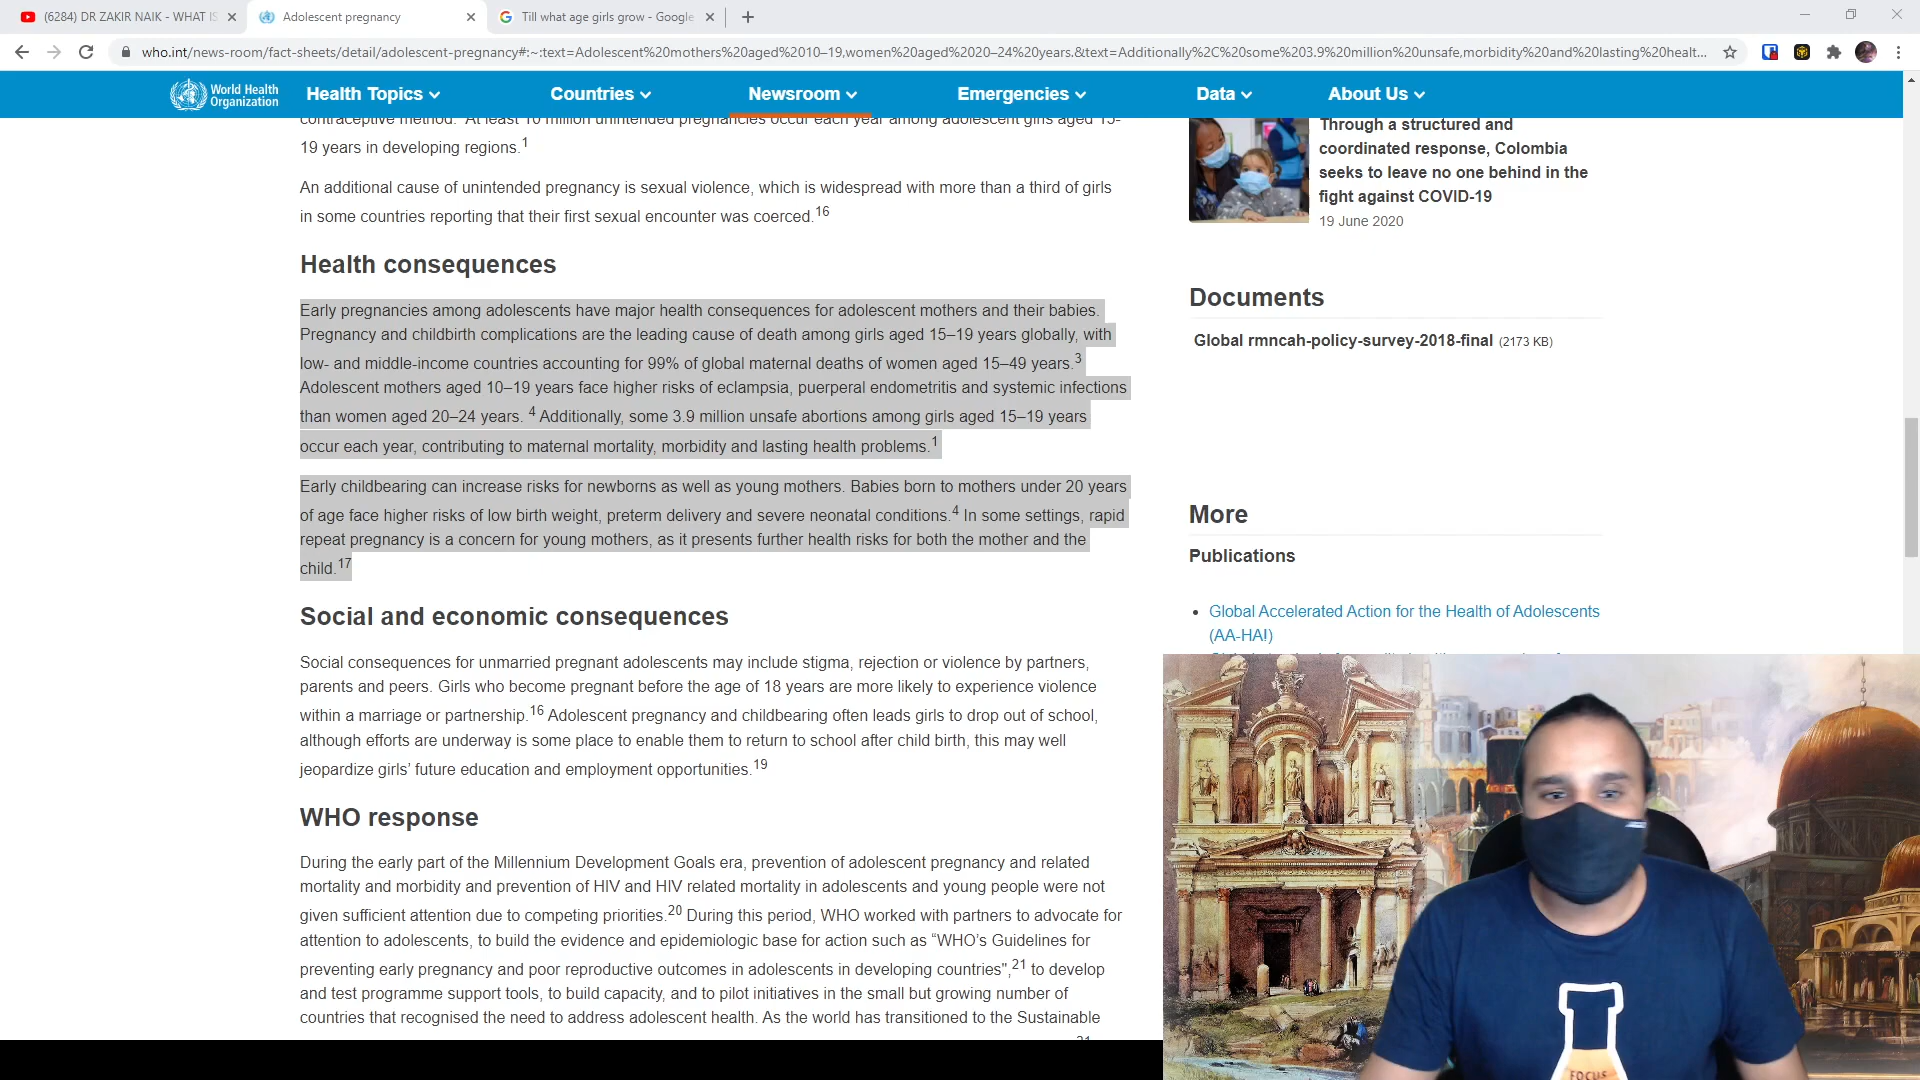 (6284) DR ZAKIR NAIK - WHAT IS
Adolescent pregnancy
Till what age girls grow - Google
who.int/news-room/fact-sheets/detail/adolescent-pregnancy#:~:text=Adolescent%20mothers%20aged%2010–19,women%20aged%2020–24%20years.&text=Additionally%2C%20some%203.9%20million%20unsafe,morbidity%20and%20lasting%20healt...
World Health
Organization
Health Topics
Countries
Newsroom
Emergencies
Data
About Us
contraceptive method. At least 10 million unintended pregnancies occur each year among adolescent girls aged 15-
19 years in developing regions.1
An additional cause of unintended pregnancy is sexual violence, which is widespread with more than a third of girls
in some countries reporting that their first sexual encounter was coerced.16
Health consequences
Early pregnancies among adolescents have major health consequences for adolescent mothers and their babies.
Pregnancy and childbirth complications are the leading cause of death among girls aged 15–19 years globally, with
low- and middle-income countries accounting for 99% of global maternal deaths of women aged 15–49 years.3
Adolescent mothers aged 10–19 years face higher risks of eclampsia, puerperal endometritis and systemic infections
than women aged 20–24 years. 4 Additionally, some 3.9 million unsafe abortions among girls aged 15–19 years
occur each year, contributing to maternal mortality, morbidity and lasting health problems.1
Early childbearing can increase risks for newborns as well as young mothers. Babies born to mothers under 20 years
of age face higher risks of low birth weight, preterm delivery and severe neonatal conditions.4 In some settings, rapid
repeat pregnancy is a concern for young mothers, as it presents further health risks for both the mother and the
child.17
Social and economic consequences
Social consequences for unmarried pregnant adolescents may include stigma, rejection or violence by partners,
parents and peers. Girls who become pregnant before the age of 18 years are more likely to experience violence
within a marriage or partnership.16 Adolescent pregnancy and childbearing often leads girls to drop out of school,
although efforts are underway is some place to enable them to return to school after child birth, this may well
jeopardize girls' future education and employment opportunities.19
WHO response
During the early part of the Millennium Development Goals era, prevention of adolescent pregnancy and related
mortality and morbidity and prevention of HIV and HIV related mortality in adolescents and young people were not
given sufficient attention due to competing priorities.20 During this period, WHO worked with partners to advocate for
attention to adolescents, to build the evidence and epidemiologic base for action such as “WHO's Guidelines for
preventing early pregnancy and poor reproductive outcomes in adolescents in developing countries",21 to develop
and test programme support tools, to build capacity, and to pilot initiatives in the small but growing number of
countries that recognised the need to address adolescent health. As the world has transitioned to the Sustainable
Through a structured and
coordinated response, Colombia
seeks to leave no one behind in the
fight against COVID-19
19 June 2020
Documents
Global rmncah-policy-survey-2018-final (2173 KB)
More
Publications
• Global Accelerated Action for the Health of Adolescents
(AA-HA!)
FOCUS